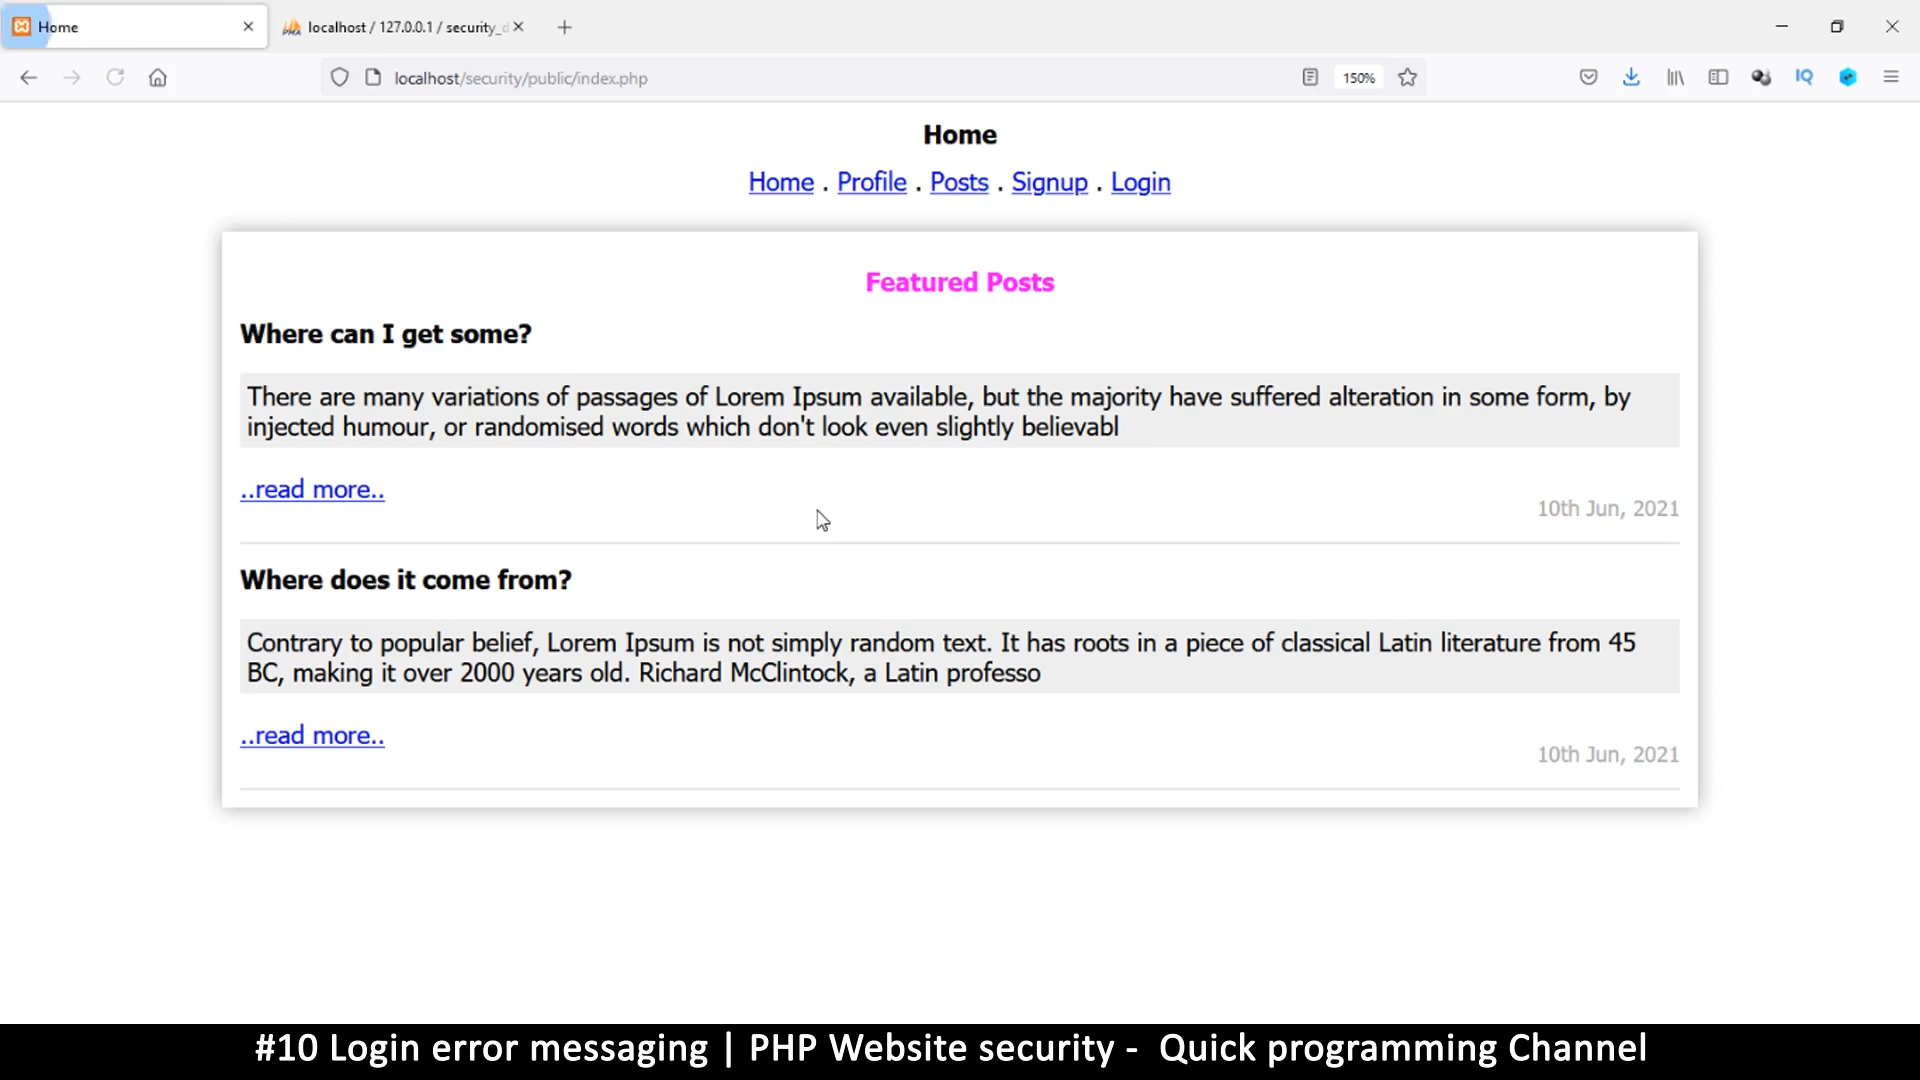 Home
localhost / 127.0.0.1 / security_d
localhost/security/public/index.php
150%
IQ
Home
Home . Profile . Posts . Signup . Login
Featured Posts
Where can I get some?
There are many variations of passages of Lorem Ipsum available, but the majority have suffered alteration in some form, by
injected humour, or randomised words which don't look even slightly believabl
..read more..
10th Jun, 2021
Where does it come from?
Contrary to popular belief, Lorem Ipsum is not simply random text. It has roots in a piece of classical Latin literature from 45
BC, making it over 2000 years old. Richard McClintock, a Latin professo
..read more..
10th Jun, 2021
#10 Login error messaging | PHP Website security - Quick programming Channel